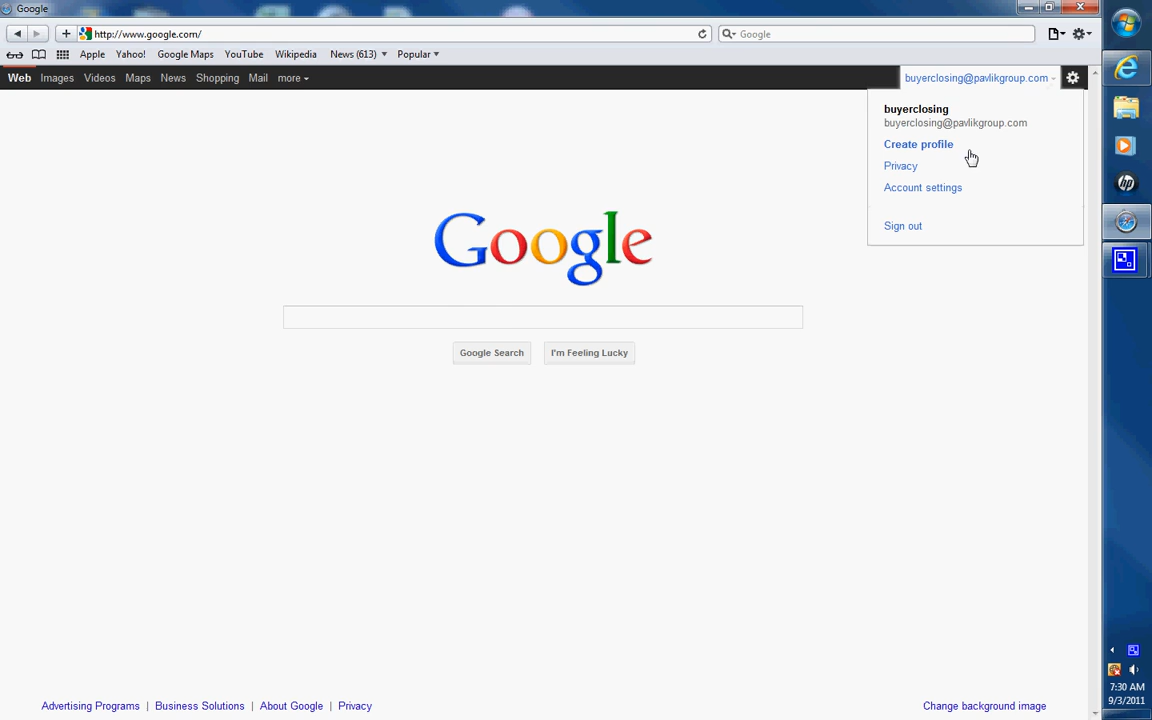 Google
http://www.google.com/
Google
Apple Yahoo! Google Maps YouTube Wikipedia News (613) Popular
Web Images Videos Maps News Shopping Mail more
buyerclosing@pavlikgroup.com
buyerclosing
buyerclosing@pavlikgroup.com
Create profile
Privacy
Account settings
Sign out
Google
Google Search
I'm Feeling Lucky
hp
Advertising Programs | Business Solutions | About Google | Privacy
Change background image
7:30 AM
9/3/2011